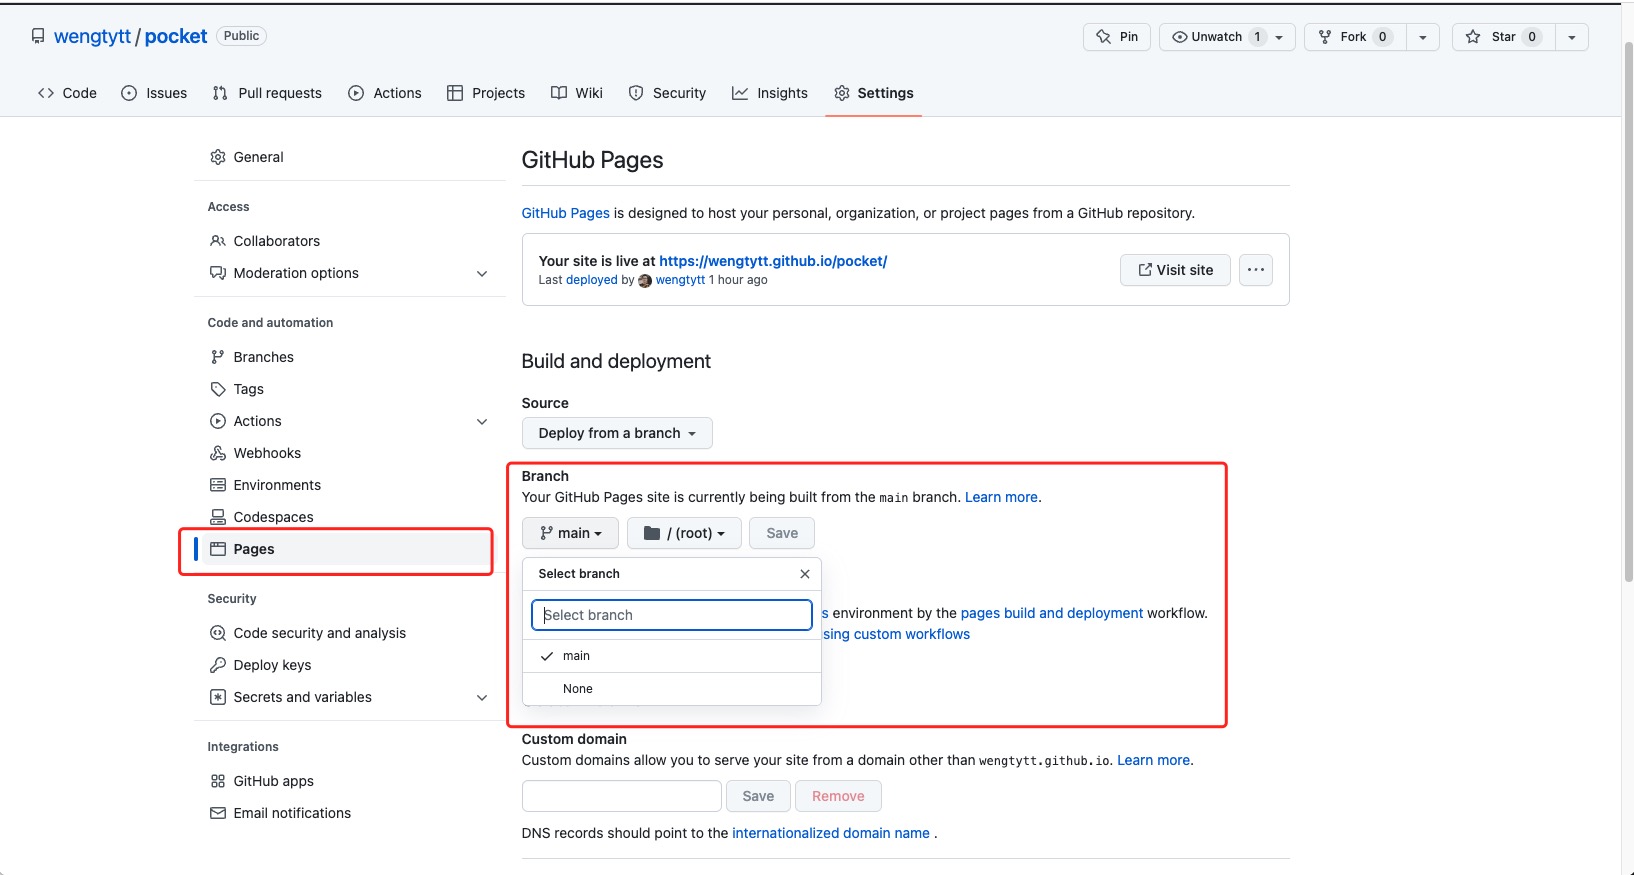 wengtytt / pocket Public
Pin Unwatch 1 Fork 0 Star 0
Code Issues Pull requests Actions Projects Wiki Security Insights Settings
General
Access
Collaborators
Moderation options
Code and automation
Branches
Tags
Actions
Webhooks
Environments
Codespaces
Pages
Security
Code security and analysis
Deploy keys
Secrets and variables
Integrations
GitHub apps
Email notifications
GitHub Pages
GitHub Pages is designed to host your personal, organization, or project pages from a GitHub repository.
Your site is live at https://wengtytt.github.io/pocket/
Last deployed by wengtytt 1 hour ago
Visit site
Build and deployment
Source
Deploy from a branch
Branch
Your GitHub Pages site is currently being built from the main branch. Learn more.
main / (root) Save
Select branch
Select branch
main
None
s environment by the pages build and deployment workflow.
sing custom workflows
Custom domain
Custom domains allow you to serve your site from a domain other than wengtytt.github.io. Learn more.
Save Remove
DNS records should point to the internationalized domain name .